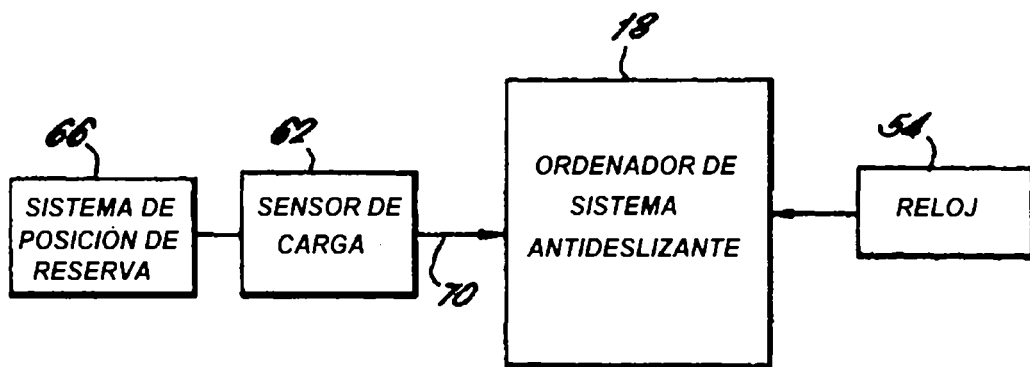 18
66
62
54
SISTEMA DE
POSICIÓN DE
RESERVA
SENSOR DE
CARGA
70
ORDENADOR DE
SISTEMA
ANTIDESLIZANTE
RELOJ